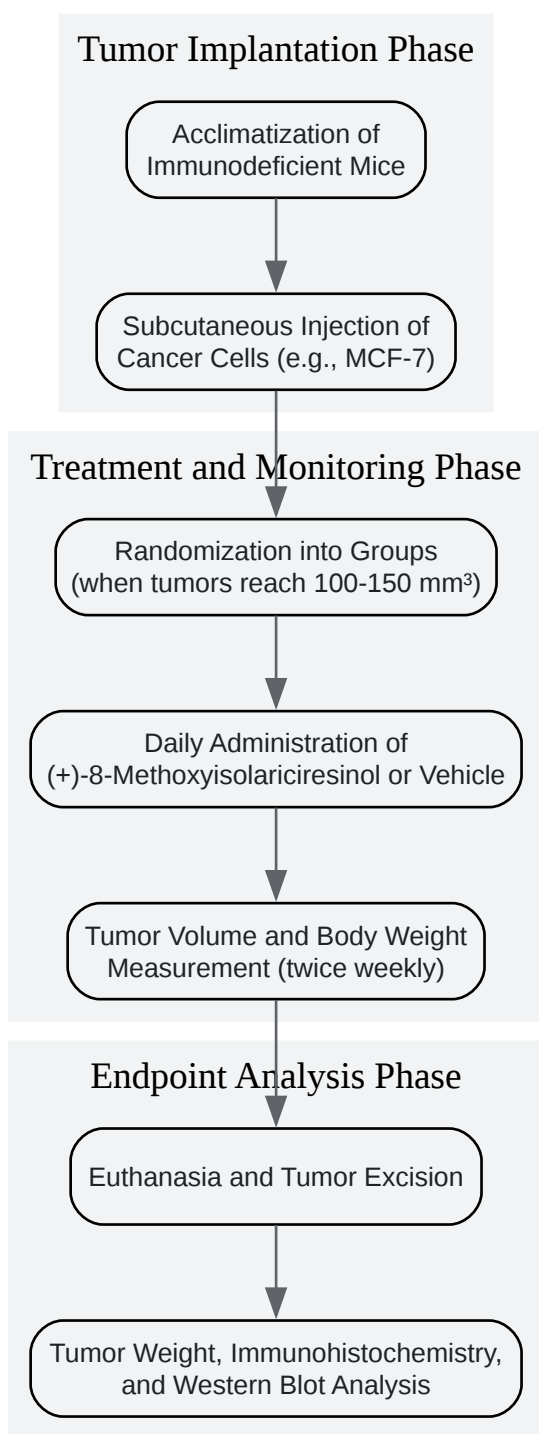 Tumor Implantation Phase
Acclimatization of
Immunodeficient Mice
Subcutaneous Injection of
Cancer Cells (e.g., MCF-7)
Treatment and Monitoring Phase
Randomization into Groups
(when tumors reach 100-150 mm³)
Daily Administration of
(+)-8-Methoxyisolariciresinol or Vehicle
Tumor Volume and Body Weight
Measurement (twice weekly)
Endpoint Analysis Phase
Euthanasia and Tumor Excision
Tumor Weight, Immunohistochemistry,
and Western Blot Analysis